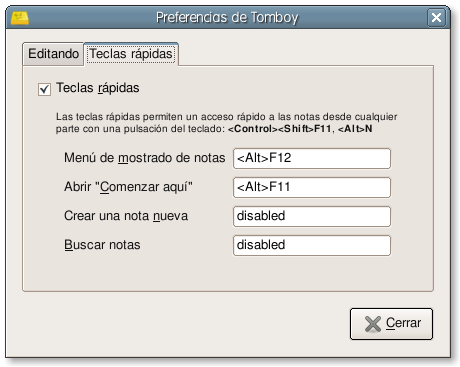 Preferencias de Tomboy
Editando
Teclas rápidas
Teclas rápidas
Las teclas rápidas permiten un acceso rápido a las notas desde cualquier
parte con una pulsación del teclado: <Control><Shift>F11, <Alt>N
Menú de mostrado de notas
<Alt>F12
Abrir "Comenzar aquí"
<Alt>F11
Crear una nota nueva
disabled
Buscar notas
disabled
Cerrar